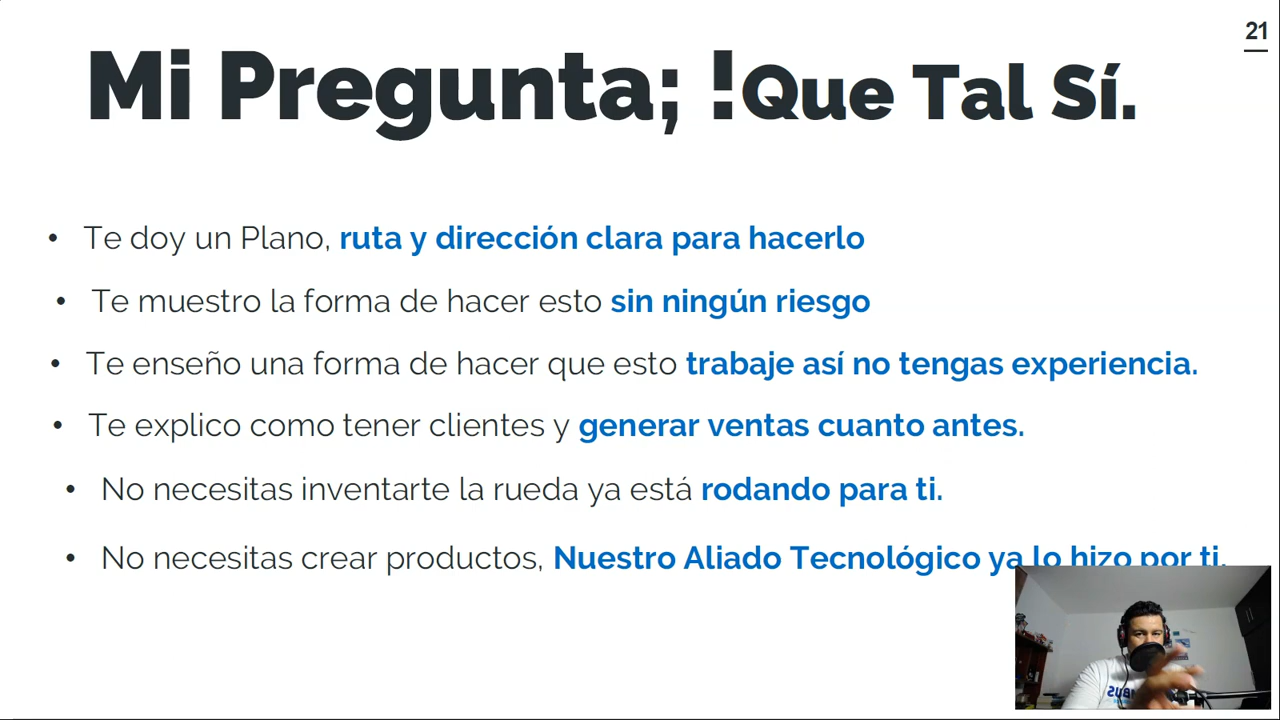 21
Mi Pregunta; !Que Tal Sí.
• Te doy un Plano, ruta y dirección clara para hacerlo
• Te muestro la forma de hacer esto sin ningún riesgo
• Te enseño una forma de hacer que esto trabaje así no tengas experiencia.
• Te explico como tener clientes y generar ventas cuanto antes.
• No necesitas inventarte la rueda ya está rodando para ti.
• No necesitas crear productos, Nuestro Aliado Tecnológico ya lo hizo por ti.